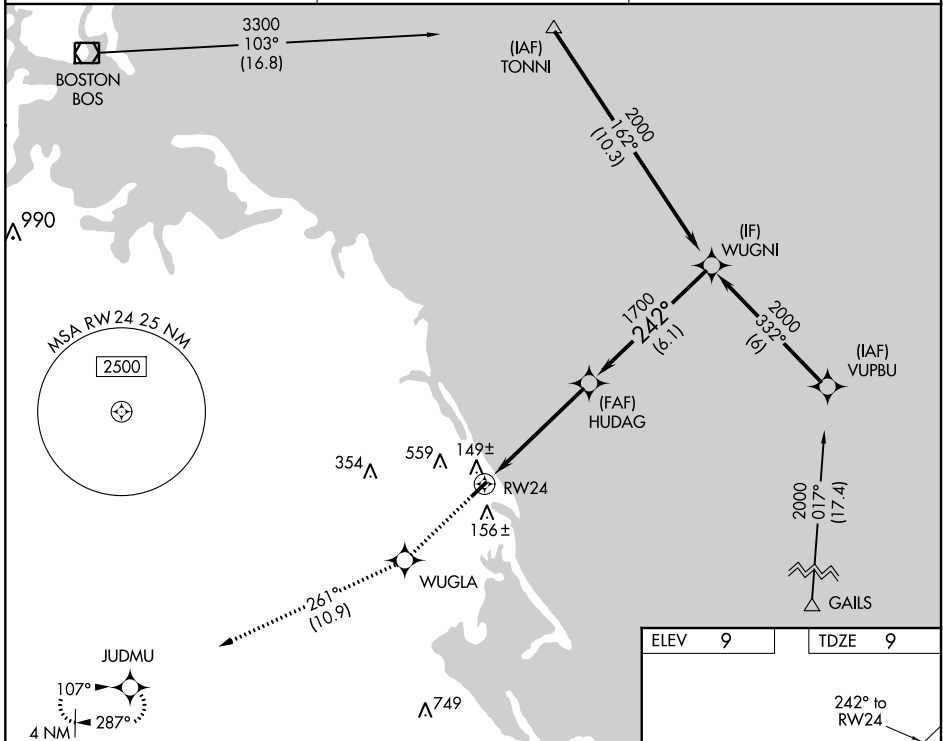 3300
103°
(16.8)
BOSTON
BOS
(IAF)
TONNI
2000
162°
(10.3)
990
(IF)
WUGNI
MSA RW24 25 NM
2500
1700
242°
(6.1)
2000
332°
(6)
(IAF)
VUPBU
(FAF)
HUDAG
354
559
149±
RW24
156±
2000
017°
(17.4)
WUGLA
GAILS
261°
(10.9)
JUDMU
107°
287°
4 NM
749
ELEV 9
TDZE 9
242° to
RW24